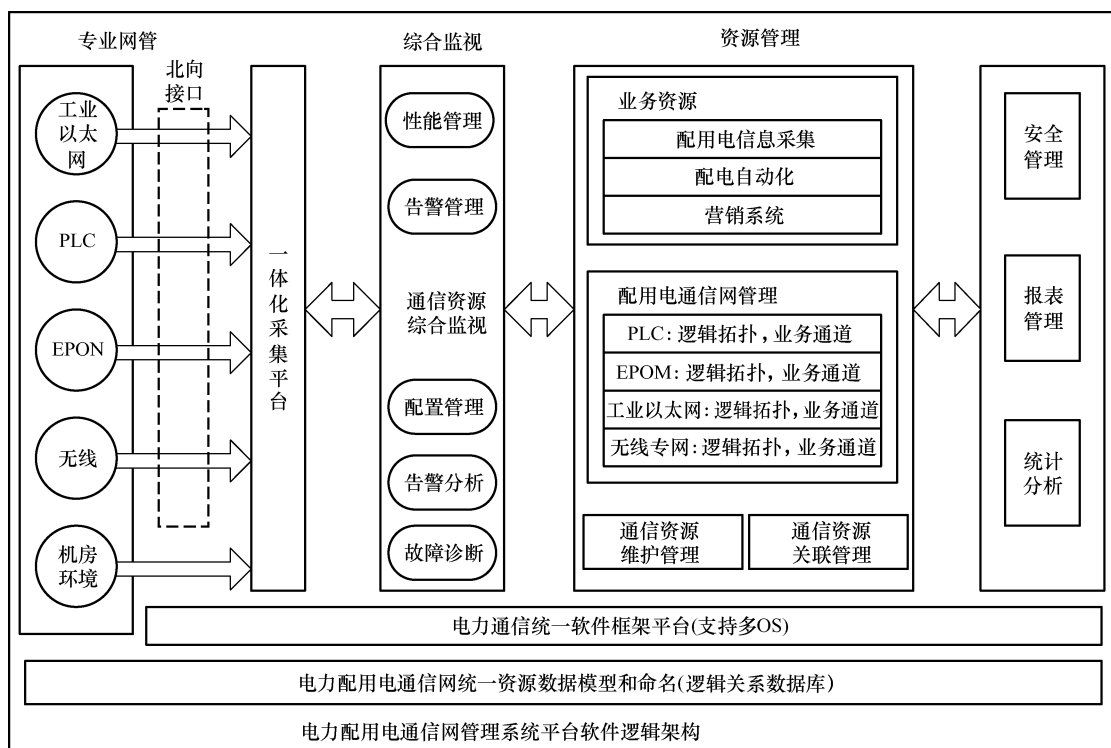 专业网管
北向
接口
工业
以太
网
PLC
EPON
无线
机房
环境
一
体
化
采
集
平
台
综合监视
性能管理
告警管理
通信资源
综合监视
配置管理
告警分析
故障诊断
资源管理
业务资源
配用电信息采集
配电自动化
营销系统
配用电通信网管理
PLC: 逻辑拓扑，业务通道
EPOM: 逻辑拓扑，业务通道
工业以太网: 逻辑拓扑，业务通道
无线专网: 逻辑拓扑，业务通道
通信资源
维护管理
通信资源
关联管理
安全
管理
报表
管理
统计
分析
电力通信统一软件框架平台(支持多OS)
电力配用电通信网统一资源数据模型和命名(逻辑关系数据库)
电力配用电通信网管理系统平台软件逻辑架构